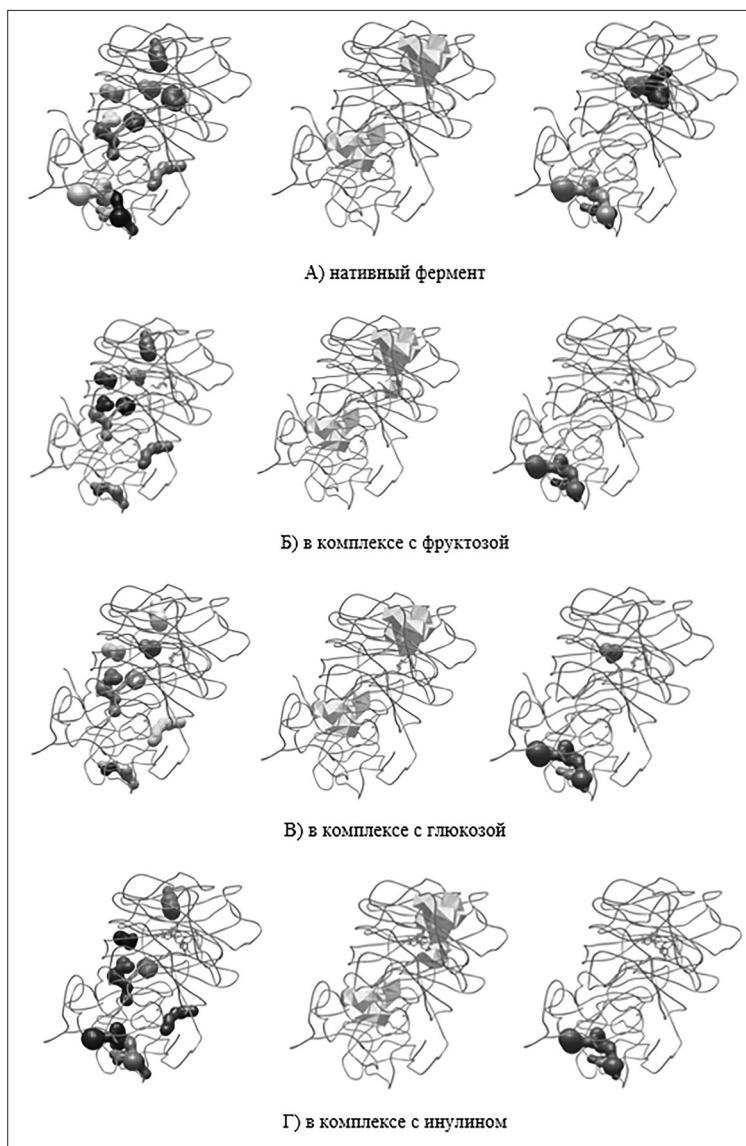 А) нативный фермент
Б) в комплексе с фруктозой
В) в комплексе с глюкозой
Г) в комплексе с инулином